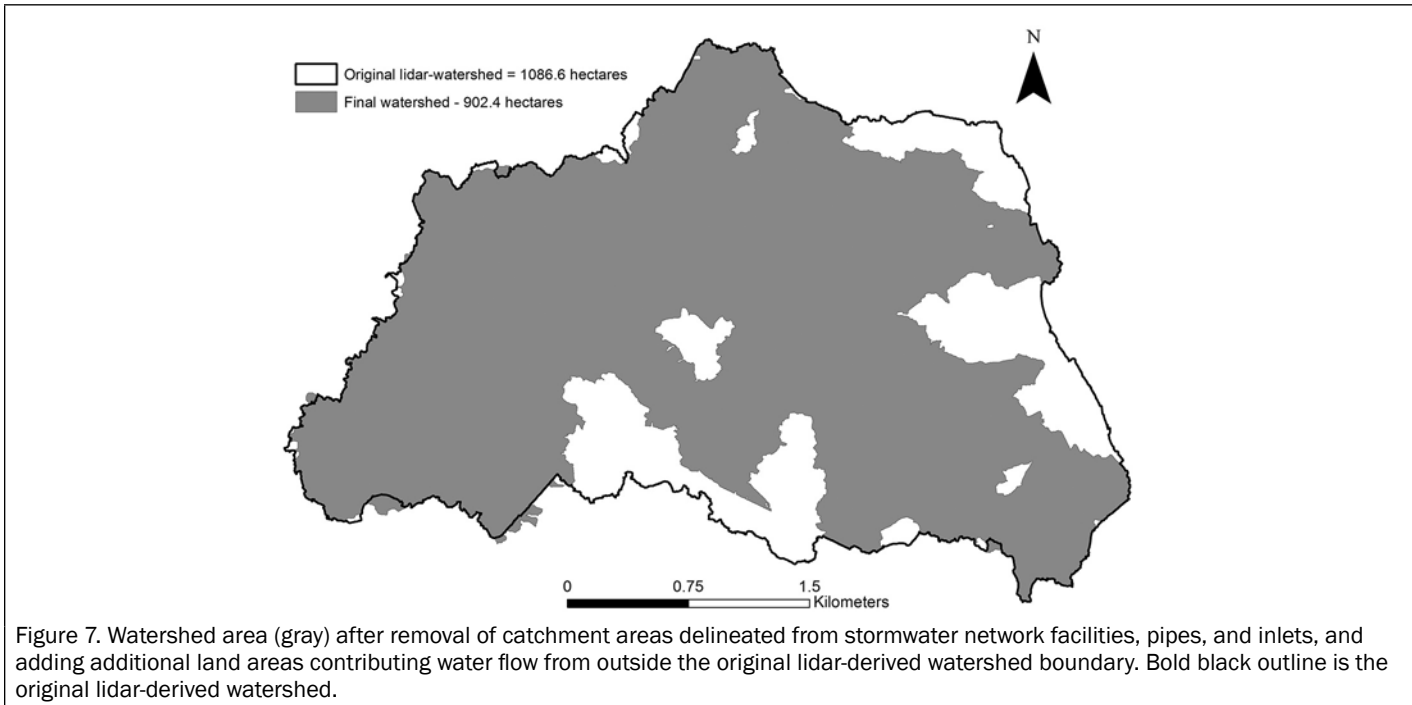 N
Original lidar-watershed = 1086.6 hectares
Final watershed - 902.4 hectares
0 0.75 1.5
Kilometers
Figure 7. Watershed area (gray) after removal of catchment areas delineated from stormwater network facilities, pipes, and inlets, and
adding additional land areas contributing water flow from outside the original lidar-derived watershed boundary. Bold black outline is the
original lidar-derived watershed.